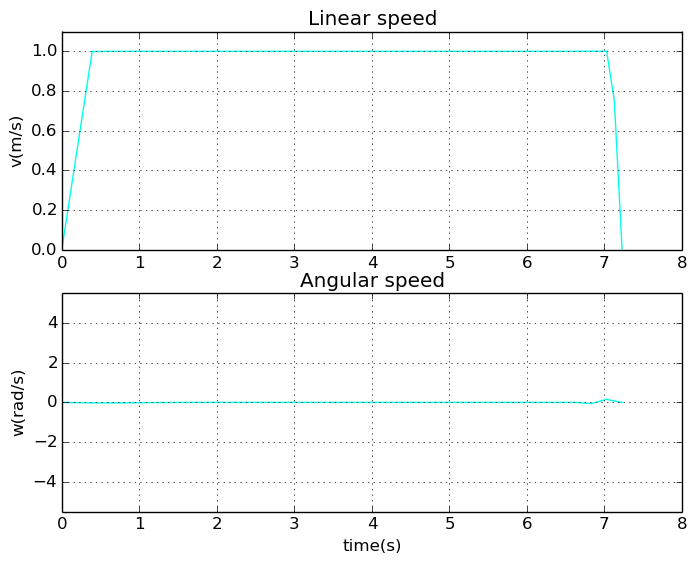 Linear speed
1.0
0.8
0.6
0.4
0.2
0.0
v(m/s)
0 1 2 3 4 5 6 7 8
Angular speed
4
2
0
−2
−4
w(rad/s)
0 1 2 3 4 5 6 7 8
time(s)